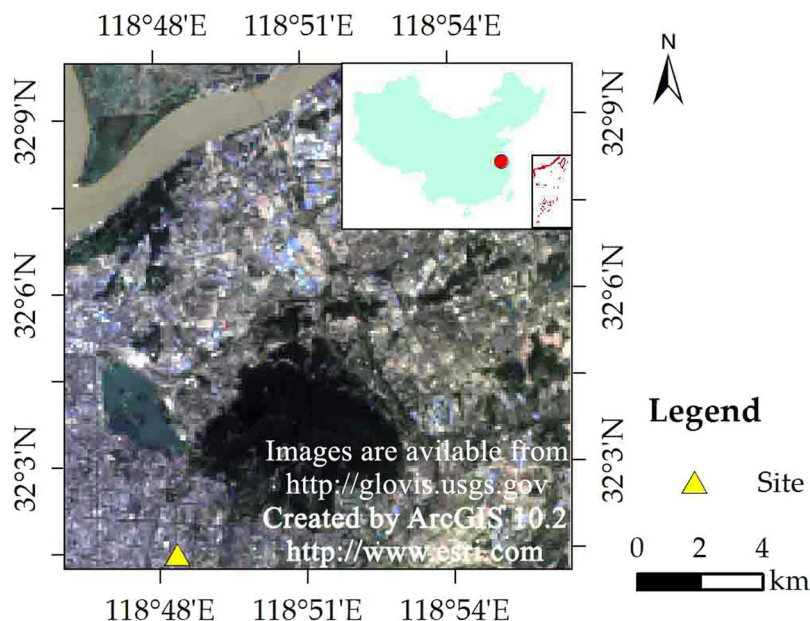 118°48'E 118°51'E 118°54'E
N
32°9'N
32°9'N
32°6'N
32°6'N
Legend
32°3'N
32°3'N
Images are avilable from
http://glovis.usgs.gov
Site
Created by ArcGIS 10.2
http://www.esri.com
0 2 4
km
118°48'E 118°51'E 118°54'E